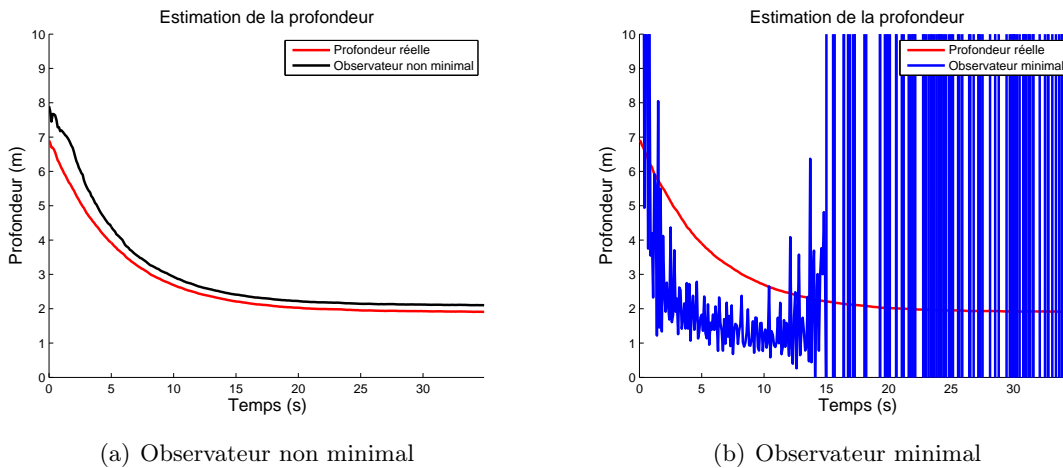 Estimation de la profondeur
Profondeur (m)
10
9
8
7
6
5
4
3
2
1
0
0 5 10 15 20 25 30
Temps (s)
Profondeur réelle
Observateur non minimal
(a) Observateur non minimal
Estimation de la profondeur
Profondeur (m)
10
9
8
7
6
5
4
3
2
1
0
0 5 10 15 20 25 30
Temps (s)
Profondeur réelle
Observateur minimal
(b) Observateur minimal